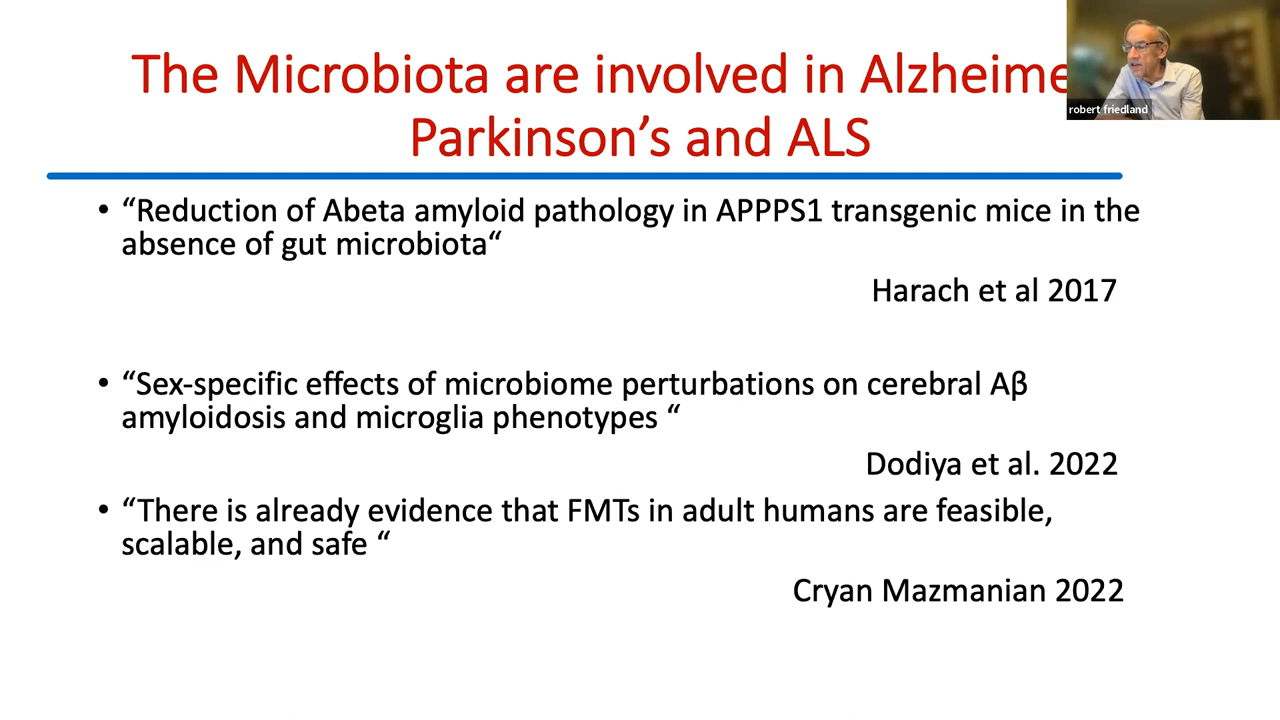 The Microbiota are involved in Alzheime
Parkinson’s and ALS
robert friedland
• “Reduction of Abeta amyloid pathology in APPPS1 transgenic mice in the
absence of gut microbiota“
Harach et al 2017
• “Sex-specific effects of microbiome perturbations on cerebral Aβ
amyloidosis and microglia phenotypes “
Dodiya et al. 2022
• “There is already evidence that FMTs in adult humans are feasible,
scalable, and safe “
Cryan Mazmanian 2022